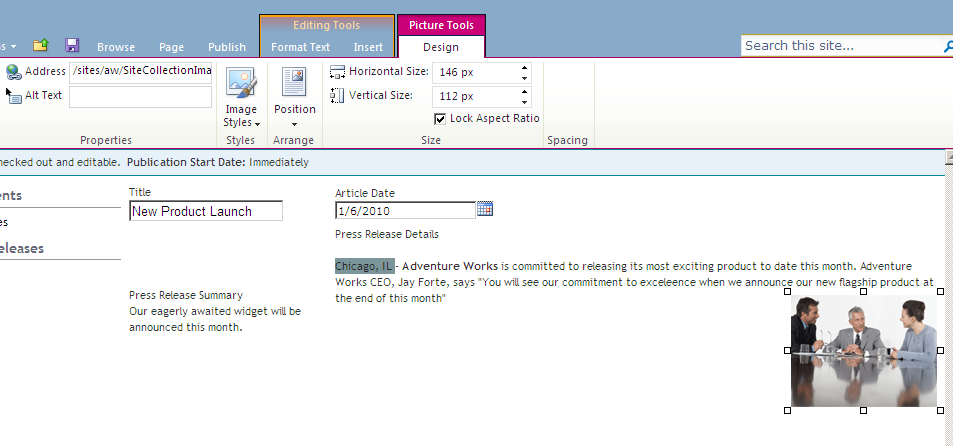 Editing Tools
Picture Tools
Browse Page Publish Format Text Insert Design
Search this site...
Address /sites/aw/SiteCollectionIma
Alt Text
Image Styles
Position
Horizontal Size: 146 px
Vertical Size: 112 px
Lock Aspect Ratio
Properties Styles Arrange Size Spacing
hecked out and editable. Publication Start Date: Immediately
ents
es
eleases
Title
New Product Launch
Article Date
1/6/2010
Press Release Details
Chicago, IL - Adventure Works is committed to releasing its most exciting product to date this month. Adventure
Works CEO, Jay Forte, says "You will see our commitment to exceleence when we announce our new flagship product at
the end of this month"
Press Release Summary
Our eagerly awaited widget will be
announced this month.